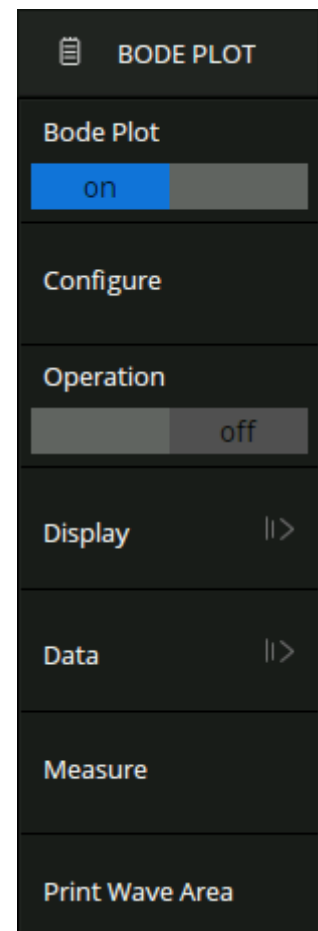 BODE PLOT
Bode Plot
on
Configure
Operation
off
Display
Data
Measure
Print Wave Area